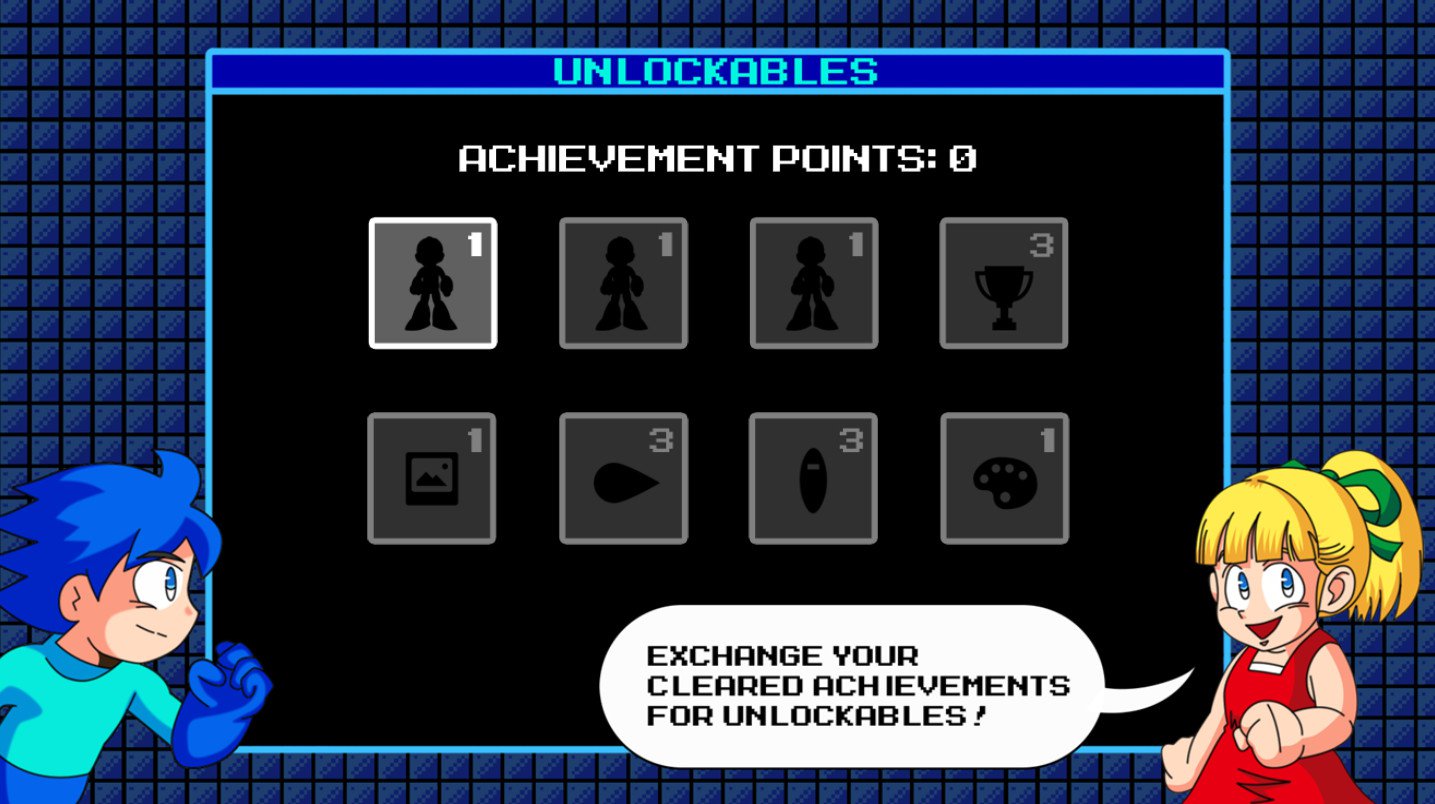 UNLOCKABLES
ACHIEVEMENT POINTS: 0
1 1 1 3
1 3 3 1
EXCHANGE YOUR
CLEARED ACHIEVEMENTS
FOR UNLOCKABLES!